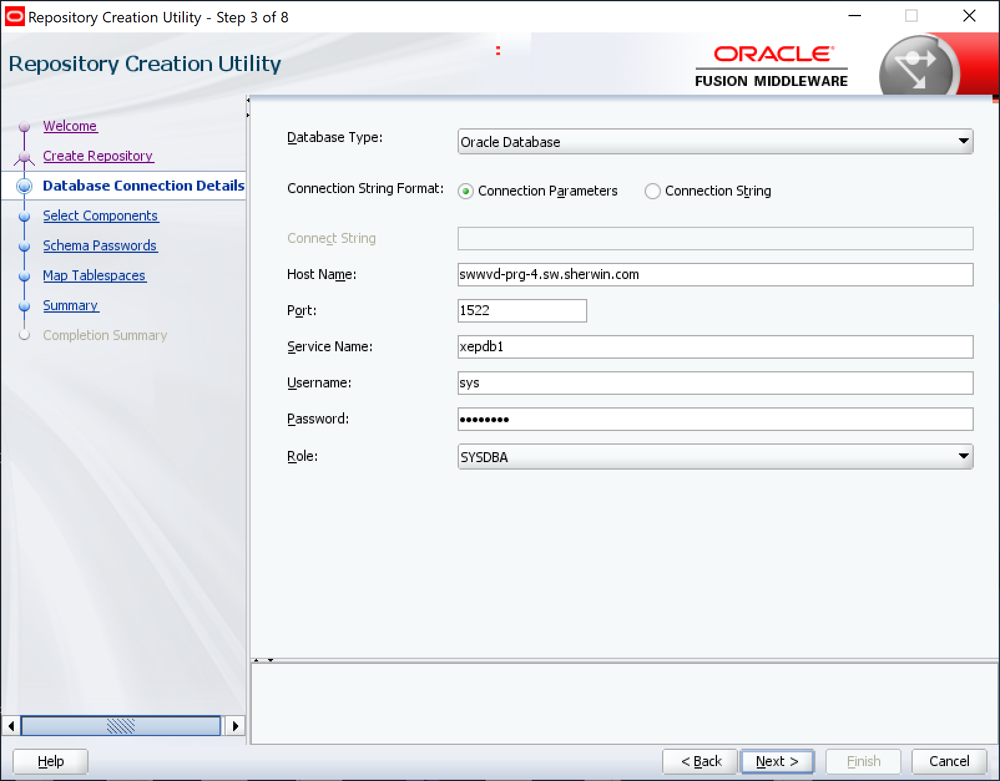 Repository Creation Utility - Step 3 of 8
Repository Creation Utility
ORACLE
FUSION MIDDLEWARE
Welcome
Create Repository
Database Connection Details
Select Components
Schema Passwords
Map Tablespaces
Summary
Completion Summary
Database Type: Oracle Database
Connection String Format: Connection Parameters Connection String
Connect String
Host Name: swwvd-prg-4.sw.sherwin.com
Port: 1522
Service Name: xepdb1
Username: sys
Password: ••••••••
Role: SYSDBA
Help < Back Next > Finish Cancel